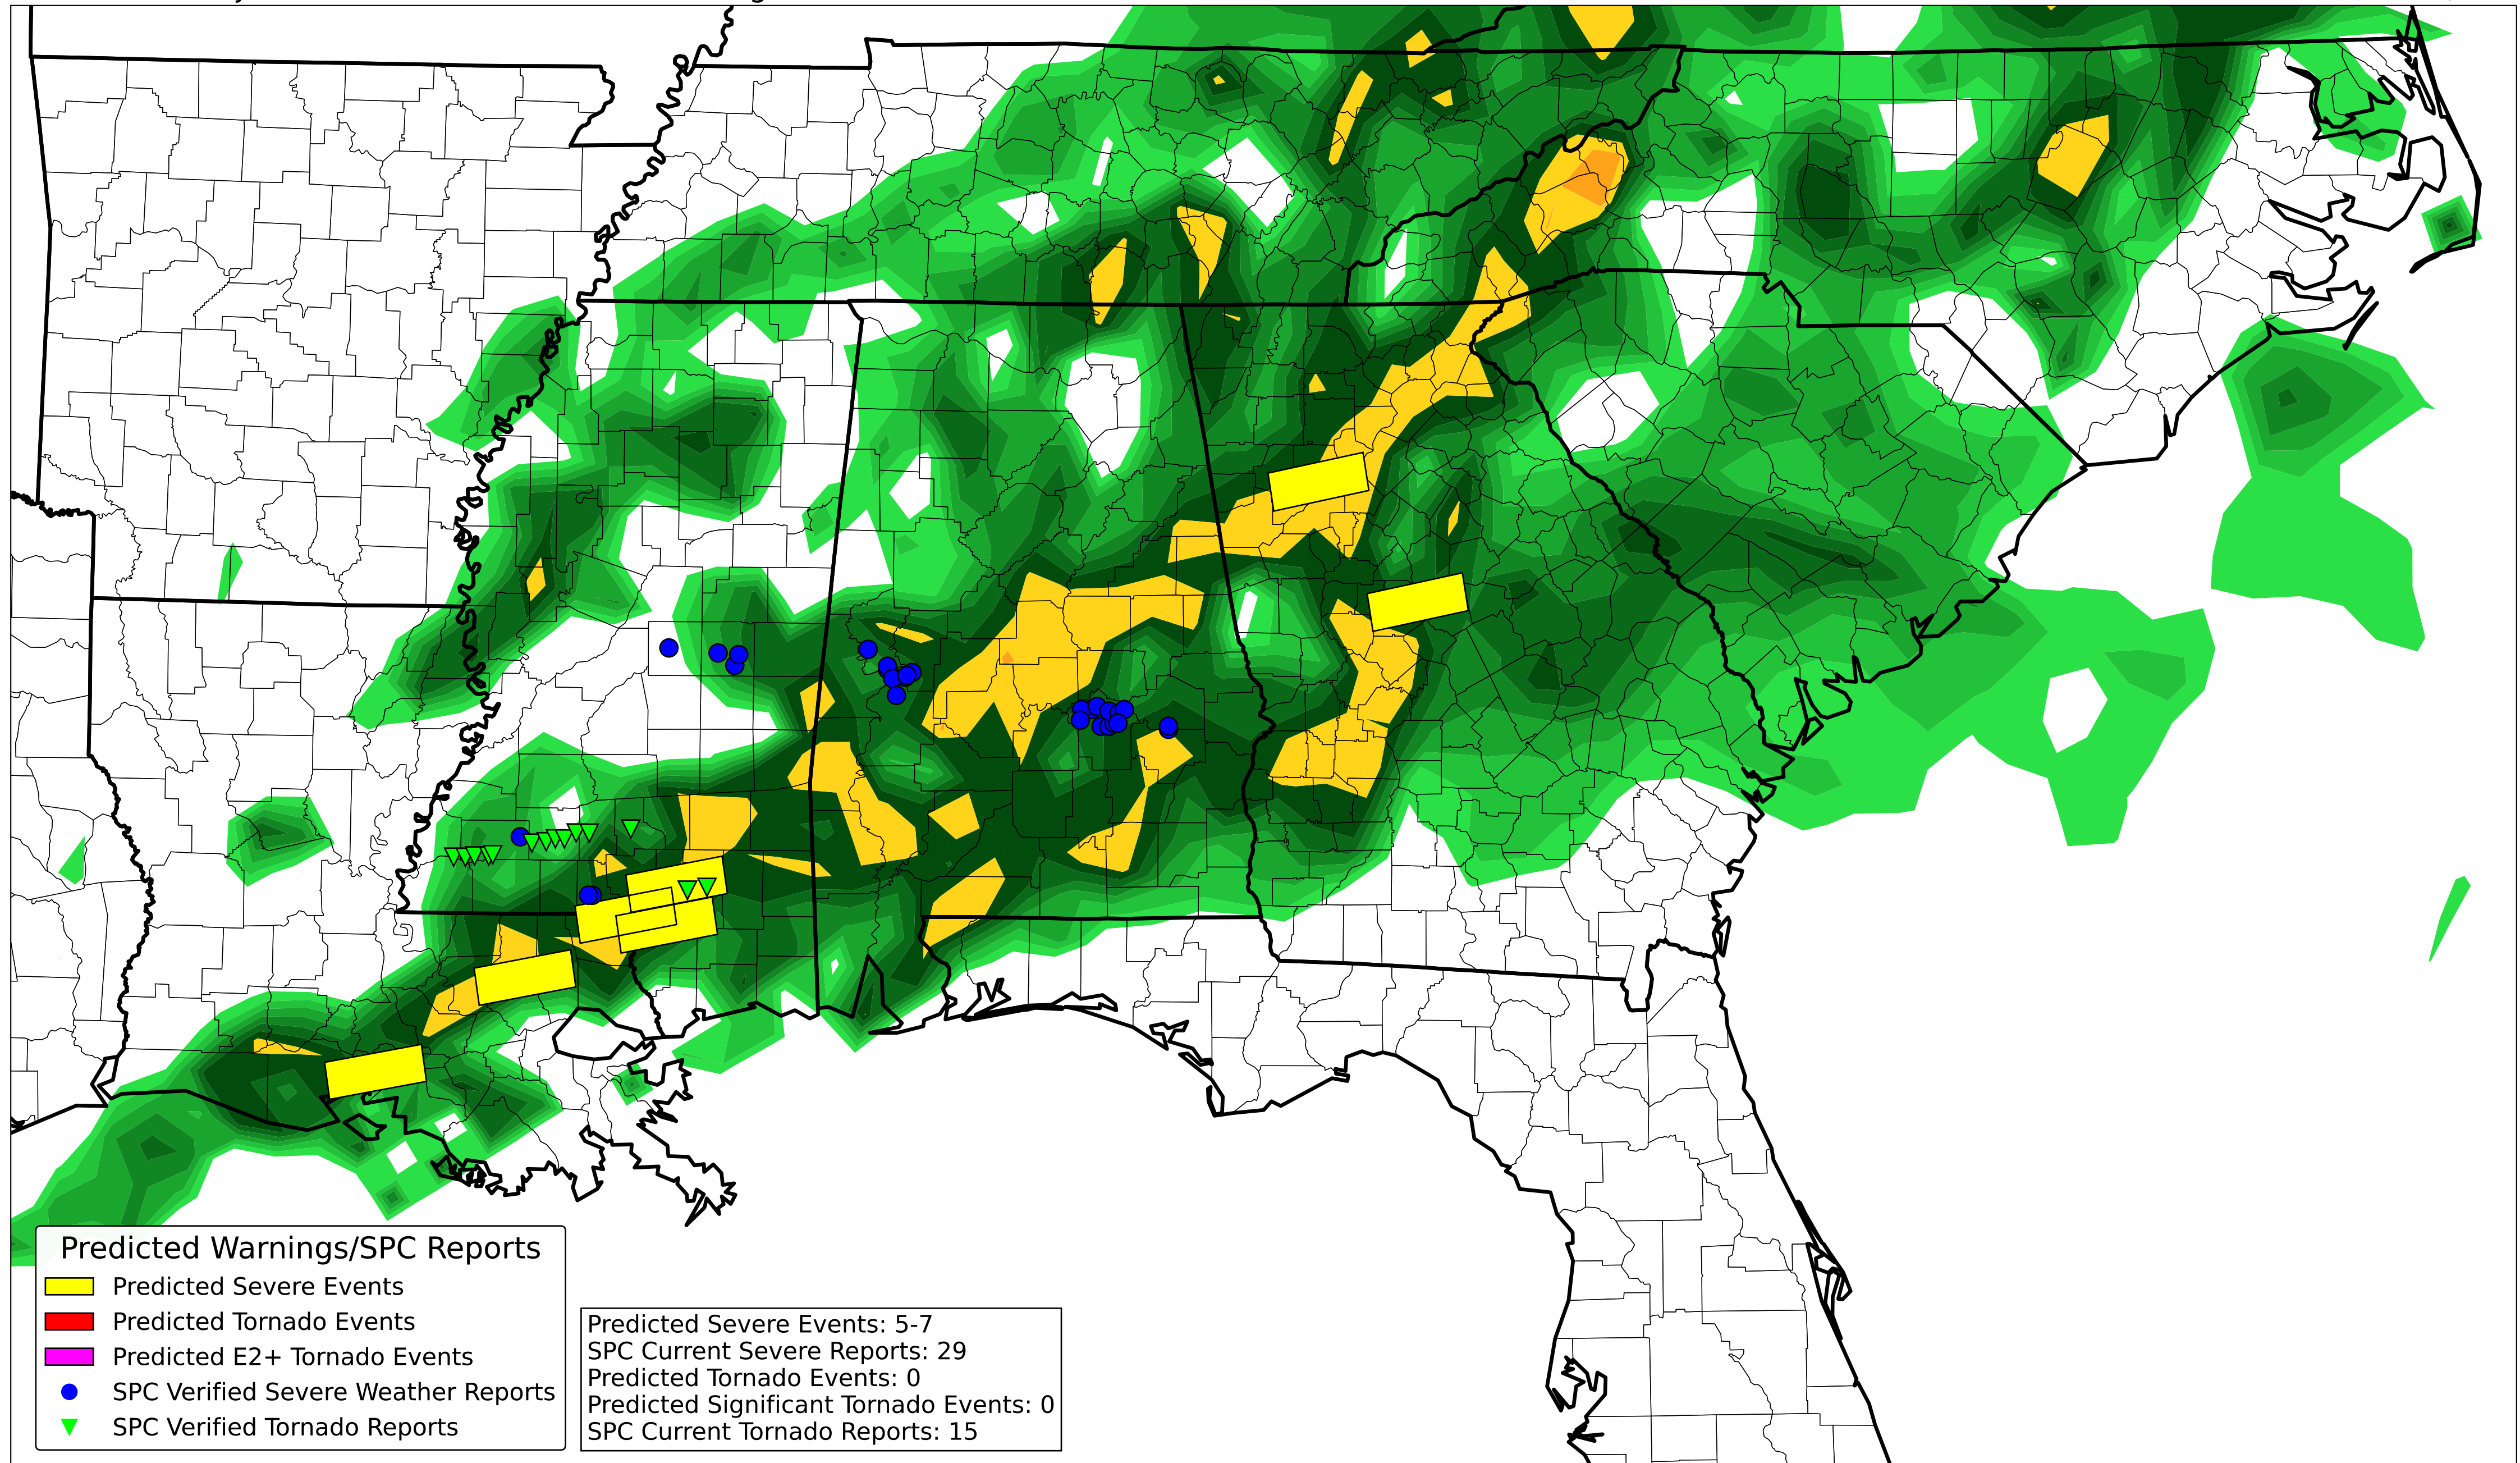 Predicted Warnings/SPC Reports
Predicted Severe Events
Predicted Tornado Events
Predicted E2+ Tornado Events
SPC Verified Severe Weather Reports
SPC Verified Tornado Reports
Predicted Severe Events: 5-7
SPC Current Severe Reports: 29
Predicted Tornado Events: 0
Predicted Significant Tornado Events: 0
SPC Current Tornado Reports: 15